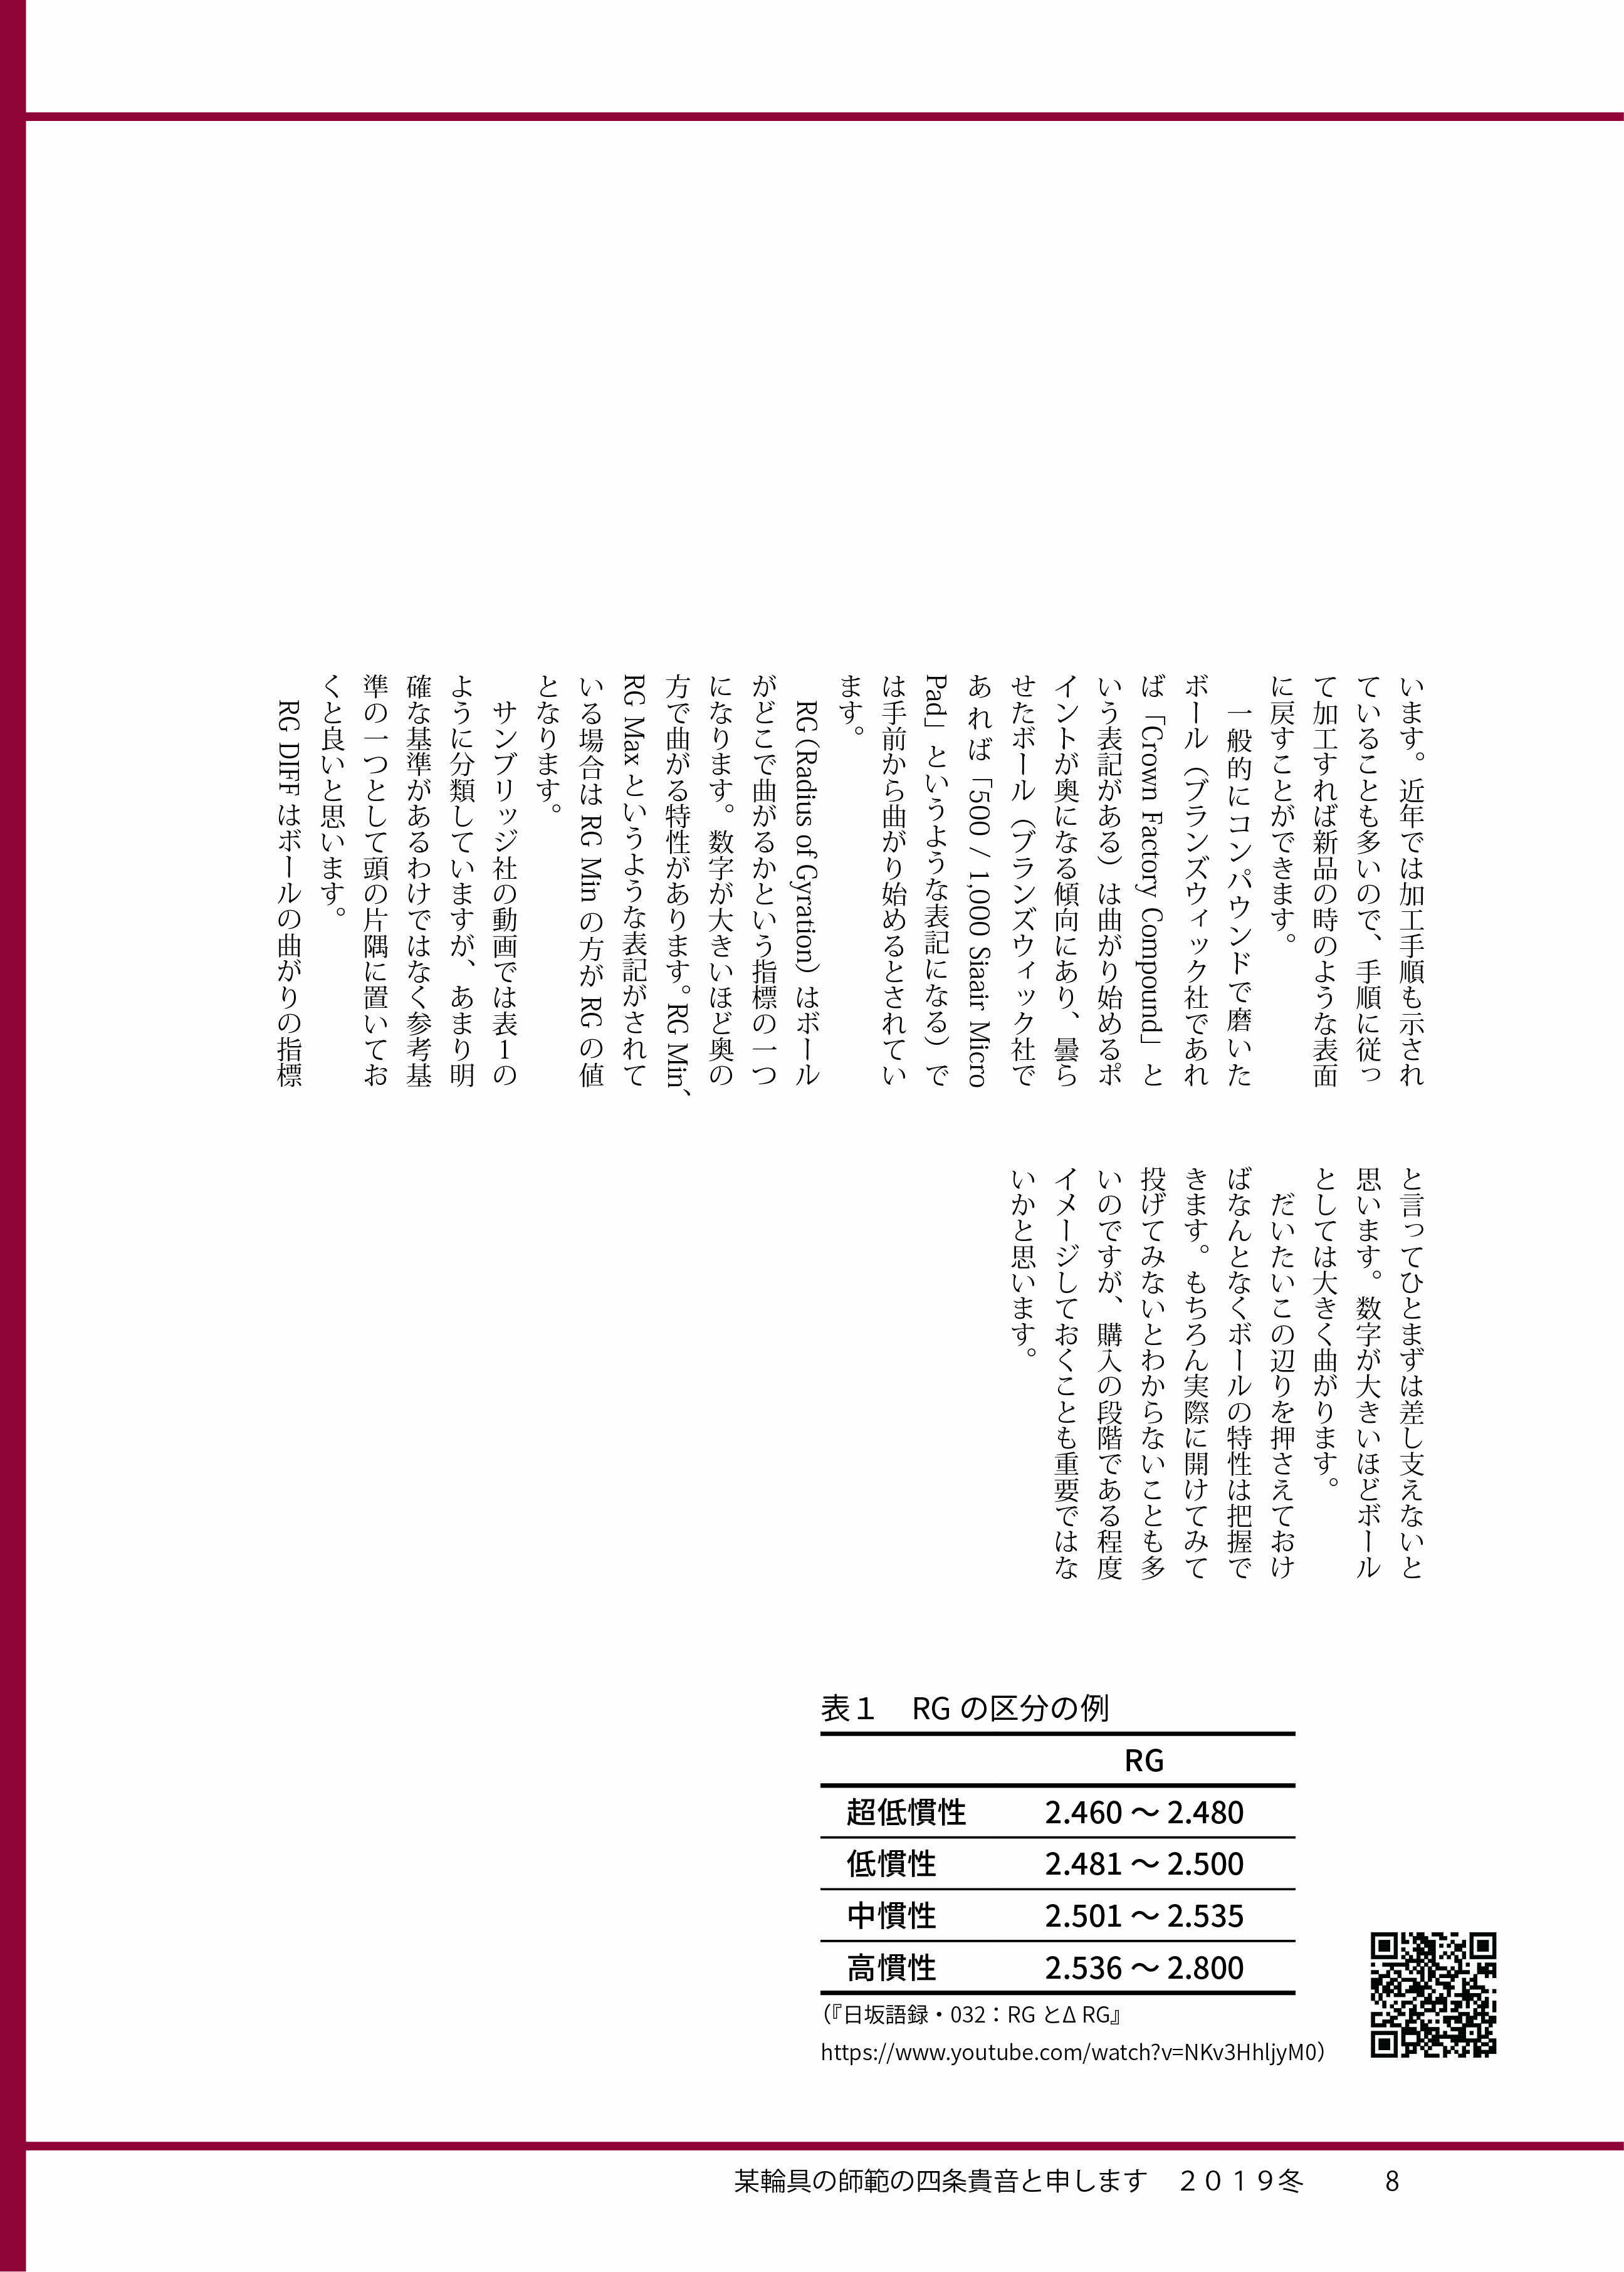 います。近年では加工手順も示され
ていることも多いので、手順に従っ
て加工すれば新品の時のような表面
に戻すことができます。
　一般的にコンパウンドで磨いた
ボール（ブランズウィック社であれ
ば「Crown Factory Compound」と
いう表記がある）は曲がり始めるポ
イントが奥になる傾向にあり、曇ら
せたボール（ブランズウィック社で
あれば「500 / 1,000 Siaair Micro
Pad」というような表記になる）で
は手前から曲がり始めるとされてい
ます。
　RG（Radius of Gyration）はボール
がどこで曲がるかという指標の一つ
になります。数字が大きいほど奥の
方で曲がる特性があります。RG Min、
RG Max というような表記がされて
いる場合は RG Min の方が RG の値
となります。
　サンブリッジ社の動画では表１の
ように分類していますが、あまり明
確な基準があるわけではなく参考基
準の一つとして頭の片隅に置いてお
くと良いと思います。
　RG DIFF はボールの曲がりの指標
と言ってひとまずは差し支えないと
思います。数字が大きいほどボール
としては大きく曲がります。
　だいたいこの辺りを押さえておけ
ばなんとなくボールの特性は把握で
きます。もちろん実際に開けてみて
投げてみないとわからないことも多
いのですが、購入の段階である程度
イメージしておくことも重要ではな
いかと思います。
表１　RG の区分の例
RG
超低慣性　2.460 〜 2.480
低慣性　2.481 〜 2.500
中慣性　2.501 〜 2.535
高慣性　2.536 〜 2.800
（『日坂語録・032：RG とΔ RG』
https://www.youtube.com/watch?v=NKv3HhljyM0）
某輪具の師範の四条貴音と申します　２０１９冬　8